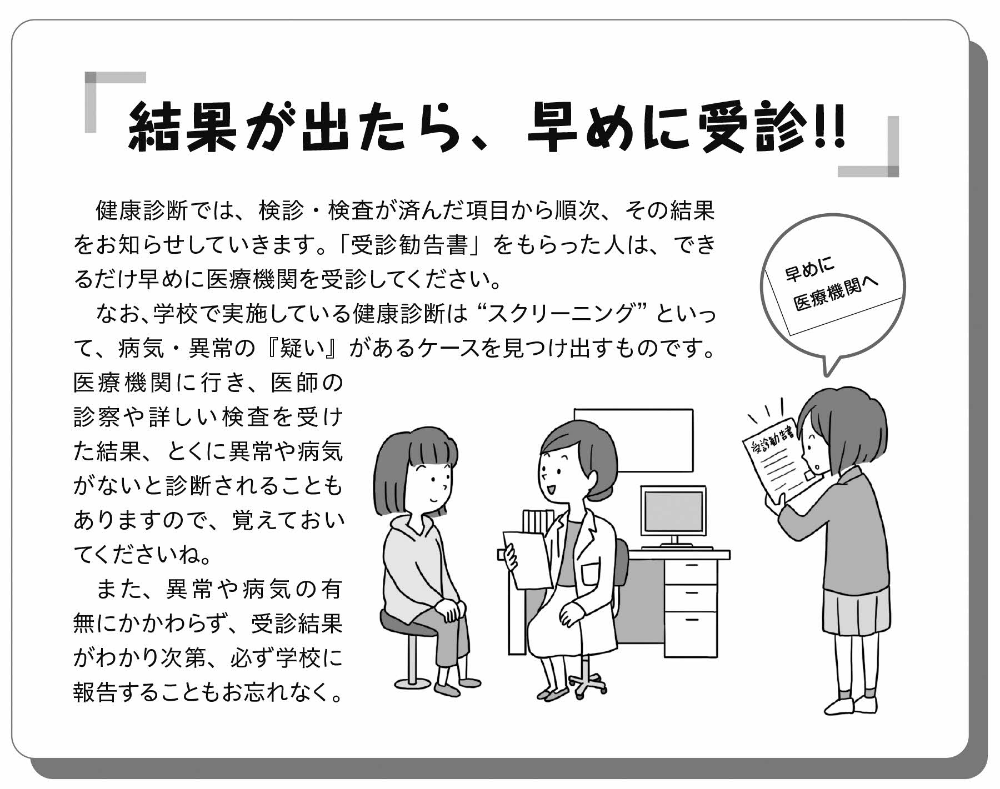 結果が出たら、早めに受診!!
健康診断では、検診・検査が済んだ項目から順次、その結果
をお知らせしていきます。「受診勧告書」をもらった人は、でき
るだけ早めに医療機関を受診してください。
なお、学校で実施している健康診断は“スクリーニング”といっ
て、病気・異常の『疑い』があるケースを見つけ出すものです。
医療機関に行き、医師の
診察や詳しい検査を受け
た結果、とくに異常や病気
がないと診断されることも
ありますので、覚えておい
てくださいね。
また、異常や病気の有
無にかかわらず、受診結果
がわかり次第、必ず学校に
報告することもお忘れなく。
早めに
医療機関へ
受診勧告書